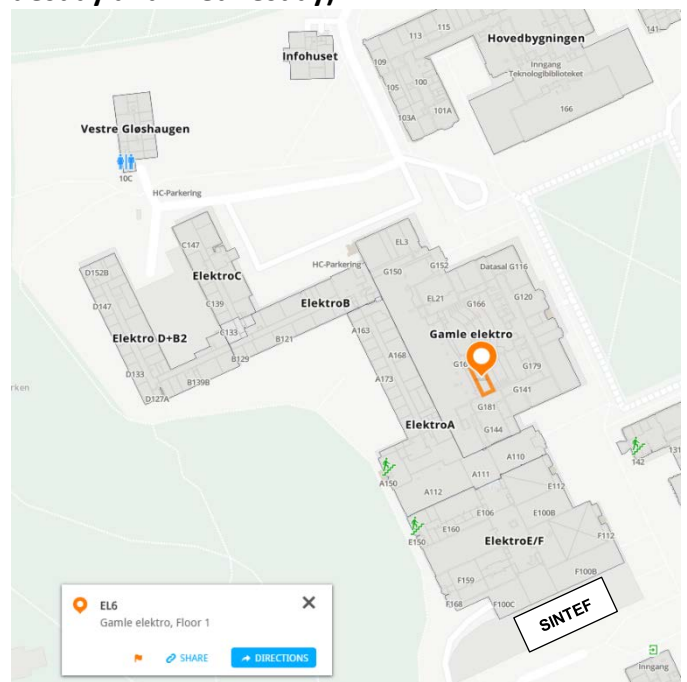 Hovedbygningen
Inngang
Teknologibiblioteket
115
113
109
105
100
103A
101A
166
141
Infohuset
Vestre Gløshaugen
10C
HC-Parkering
C147
ElektroC
C139
C133
D152B
D147
Elektro D+B2
D133
D127A
B139B
B129
B121
ElektroB
HC-Parkering
EL3
G150
G152
Datasal G116
EL21
G166
G120
Gamle elektro
G179
G141
G181
G144
A163
A168
A173
ElektroA
A110
A111
A112
A150
E112
E106
E100B
E160
E150
ElektroE/F
F112
F159
F100B
F168
F100C
SINTEF
142
131
Inngang
rken
EL6
Gamle elektro, Floor 1
SHARE
DIRECTIONS